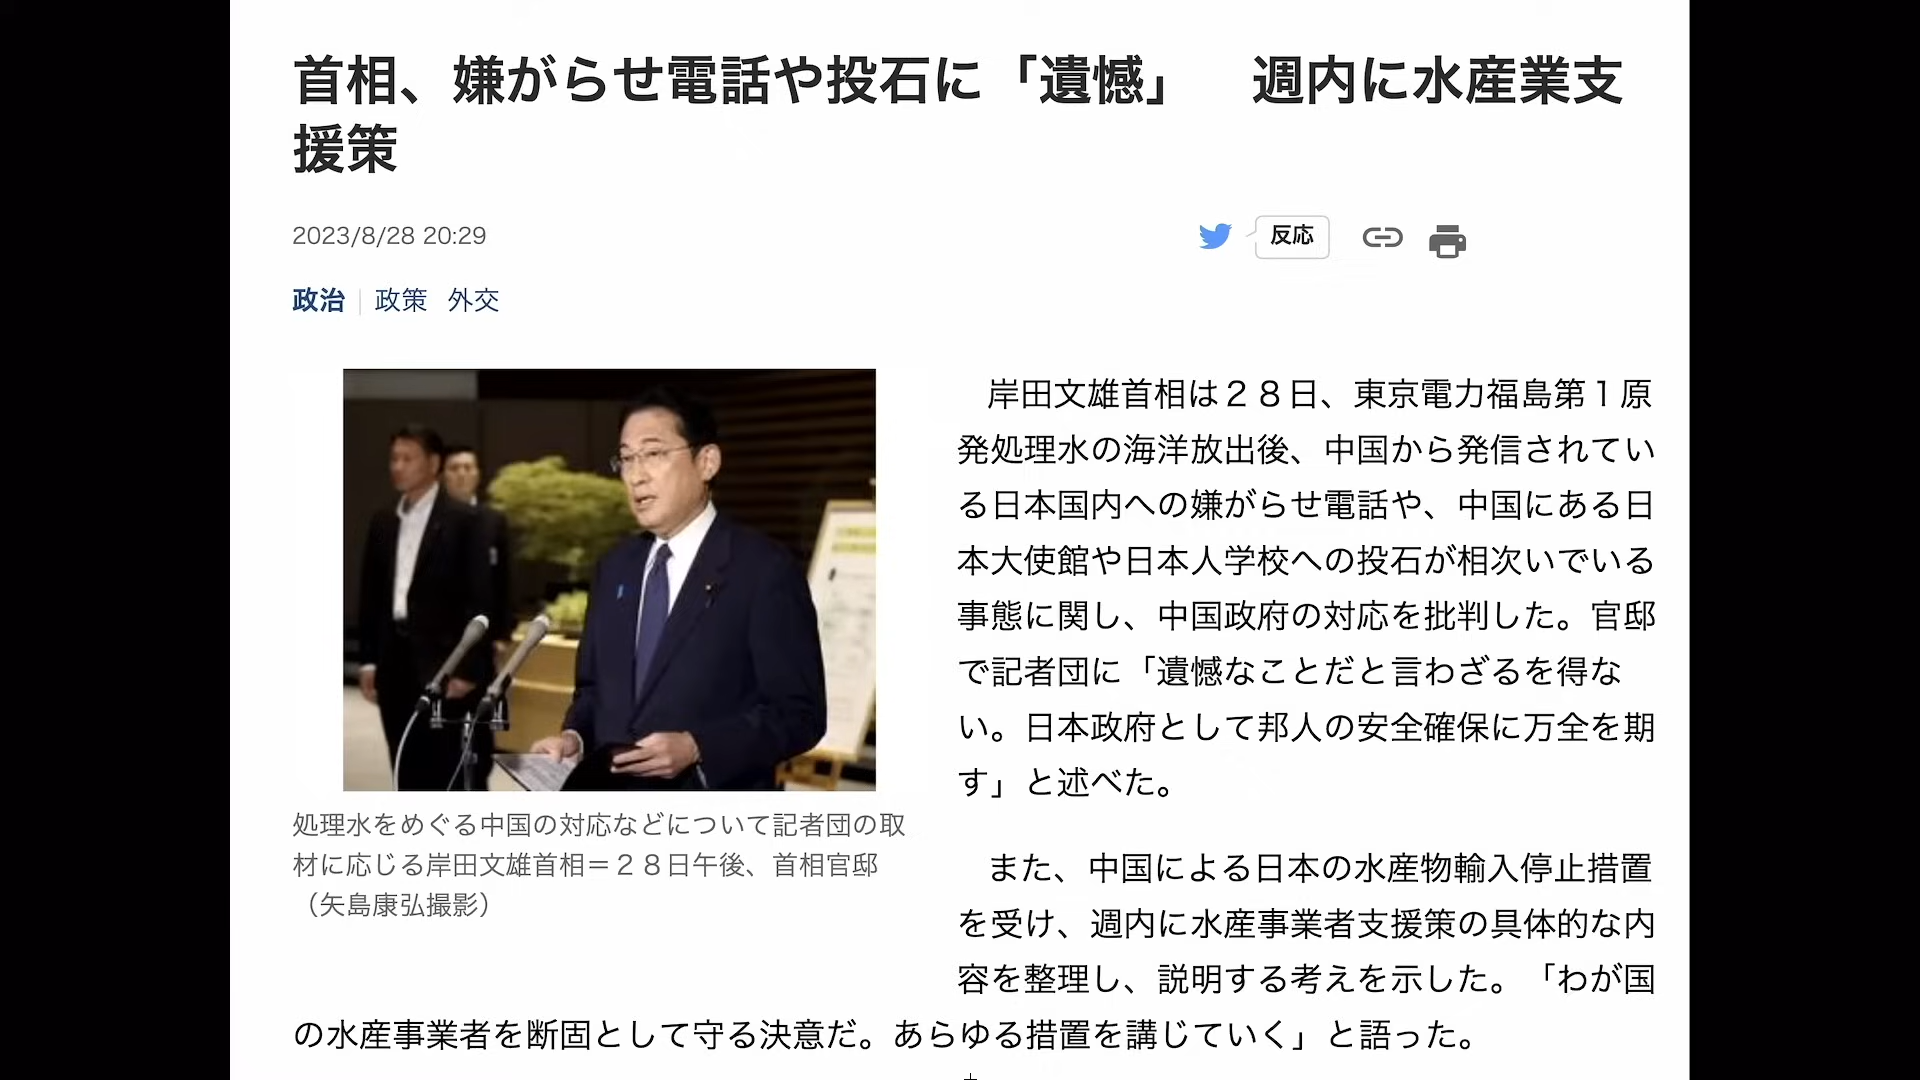 首相、嫌がらせ電話や投石に「遺憾」　週内に水産業支
援策
2023/8/28 20:29
反応
政治 政策 外交
岸田文雄首相は２８日、東京電力福島第１原
発処理水の海洋放出後、中国から発信されてい
る日本国内への嫌がらせ電話や、中国にある日
本大使館や日本人学校への投石が相次いでいる
事態に関し、中国政府の対応を批判した。官邸
で記者団に「遺憾なことだと言わざるを得な
い。日本政府として邦人の安全確保に万全を期
す」と述べた。
処理水をめぐる中国の対応などについて記者団の取
材に応じる岸田文雄首相＝２８日午後、首相官邸
（矢島康弘撮影）
また、中国による日本の水産物輸入停止措置
を受け、週内に水産事業者支援策の具体的な内
容を整理し、説明する考えを示した。「わが国
の水産事業者を断固として守る決意だ。あらゆる措置を講じていく」と語った。